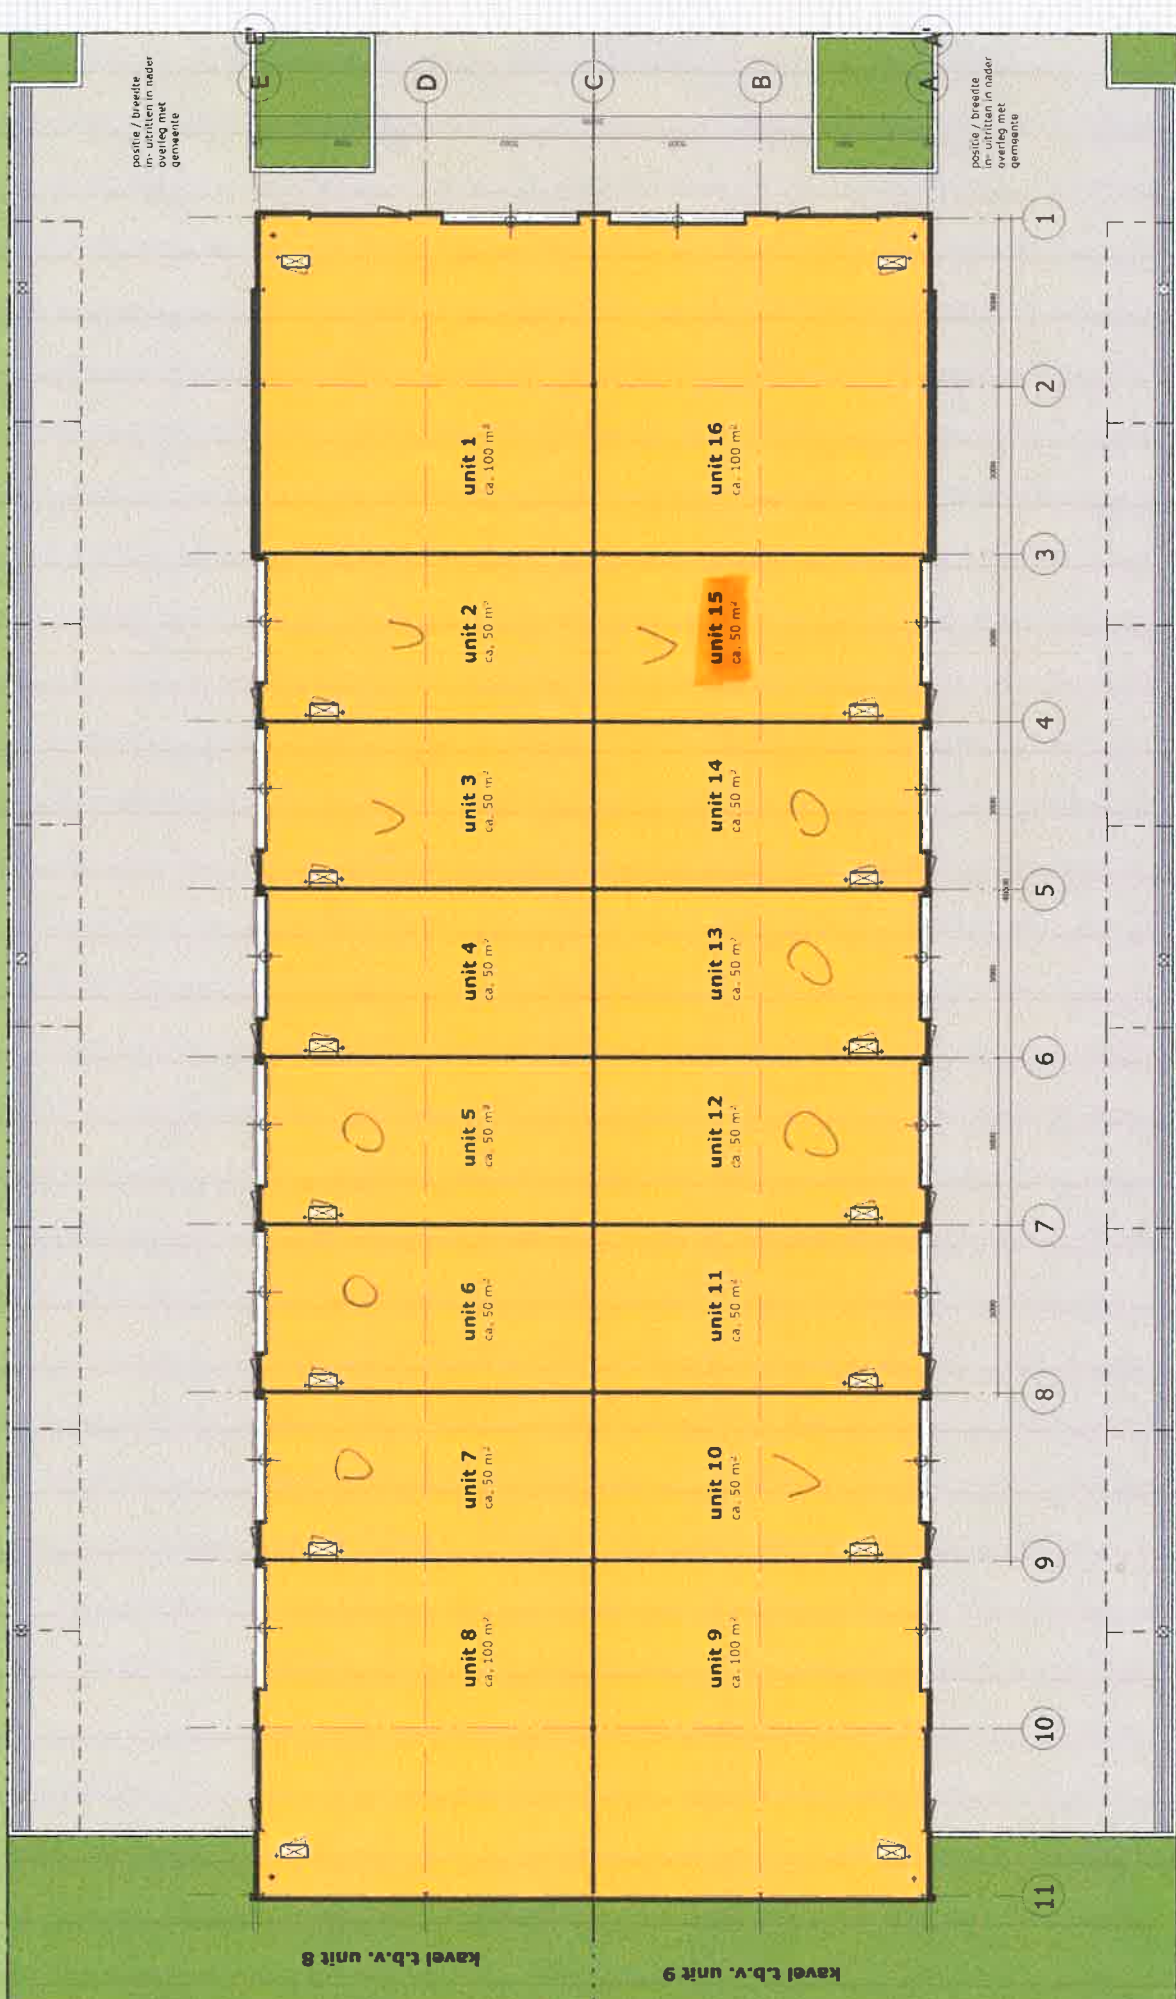 positie / breedte
in- uitritten in nader
overleg met
gemeente
E'
E
D
C
B
A
A'
positie / breedte
in- uitritten in nader
overleg met
gemeente
1
2
3
4
5
6
7
8
9
10
11
unit 1
ca. 100 m²
unit 16
ca. 100 m²
unit 2
ca. 50 m²
V
unit 15
ca. 50 m²
V
unit 3
ca. 50 m²
V
unit 14
ca. 50 m²
O
unit 4
ca. 50 m²
unit 13
ca. 50 m²
O
unit 5
ca. 50 m²
O
unit 12
ca. 50 m²
O
unit 6
ca. 50 m²
O
unit 11
ca. 50 m²
unit 7
ca. 50 m²
O
unit 10
ca. 50 m²
V
unit 8
ca. 100 m²
unit 9
ca. 100 m²
kavel t.b.v. unit 8
kavel t.b.v. unit 9